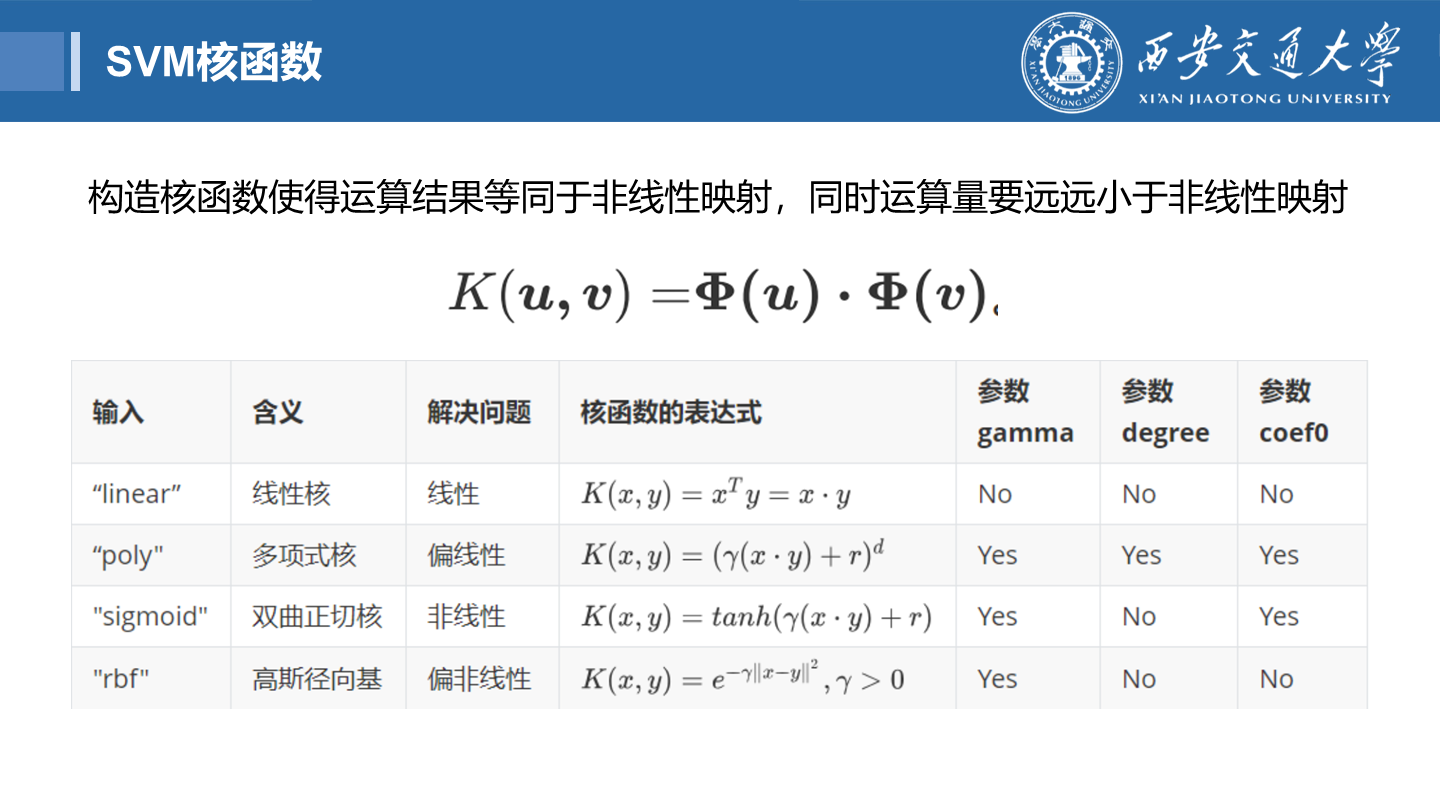 SVM核函数
西安交通大學
XI'AN JIAOTONG UNIVERSITY
XI'AN JIAOTONG UNIVERSITY
1896
构造核函数使得运算结果等同于非线性映射，同时运算量要远远小于非线性映射
K(u, v) =Φ(u) · Φ(v)。
输入 含义 解决问题 核函数的表达式 参数 gamma 参数 degree 参数 coef0
“linear” 线性核 线性 K(x, y) = x^T y = x · y No No No
“poly" 多项式核 偏线性 K(x, y) = (γ(x · y) + r)^d Yes Yes Yes
"sigmoid" 双曲正切核 非线性 K(x, y) = tanh(γ(x · y) + r) Yes No Yes
"rbf" 高斯径向基 偏非线性 K(x, y) = e^{−γ||x−y||^2}, γ > 0 Yes No No